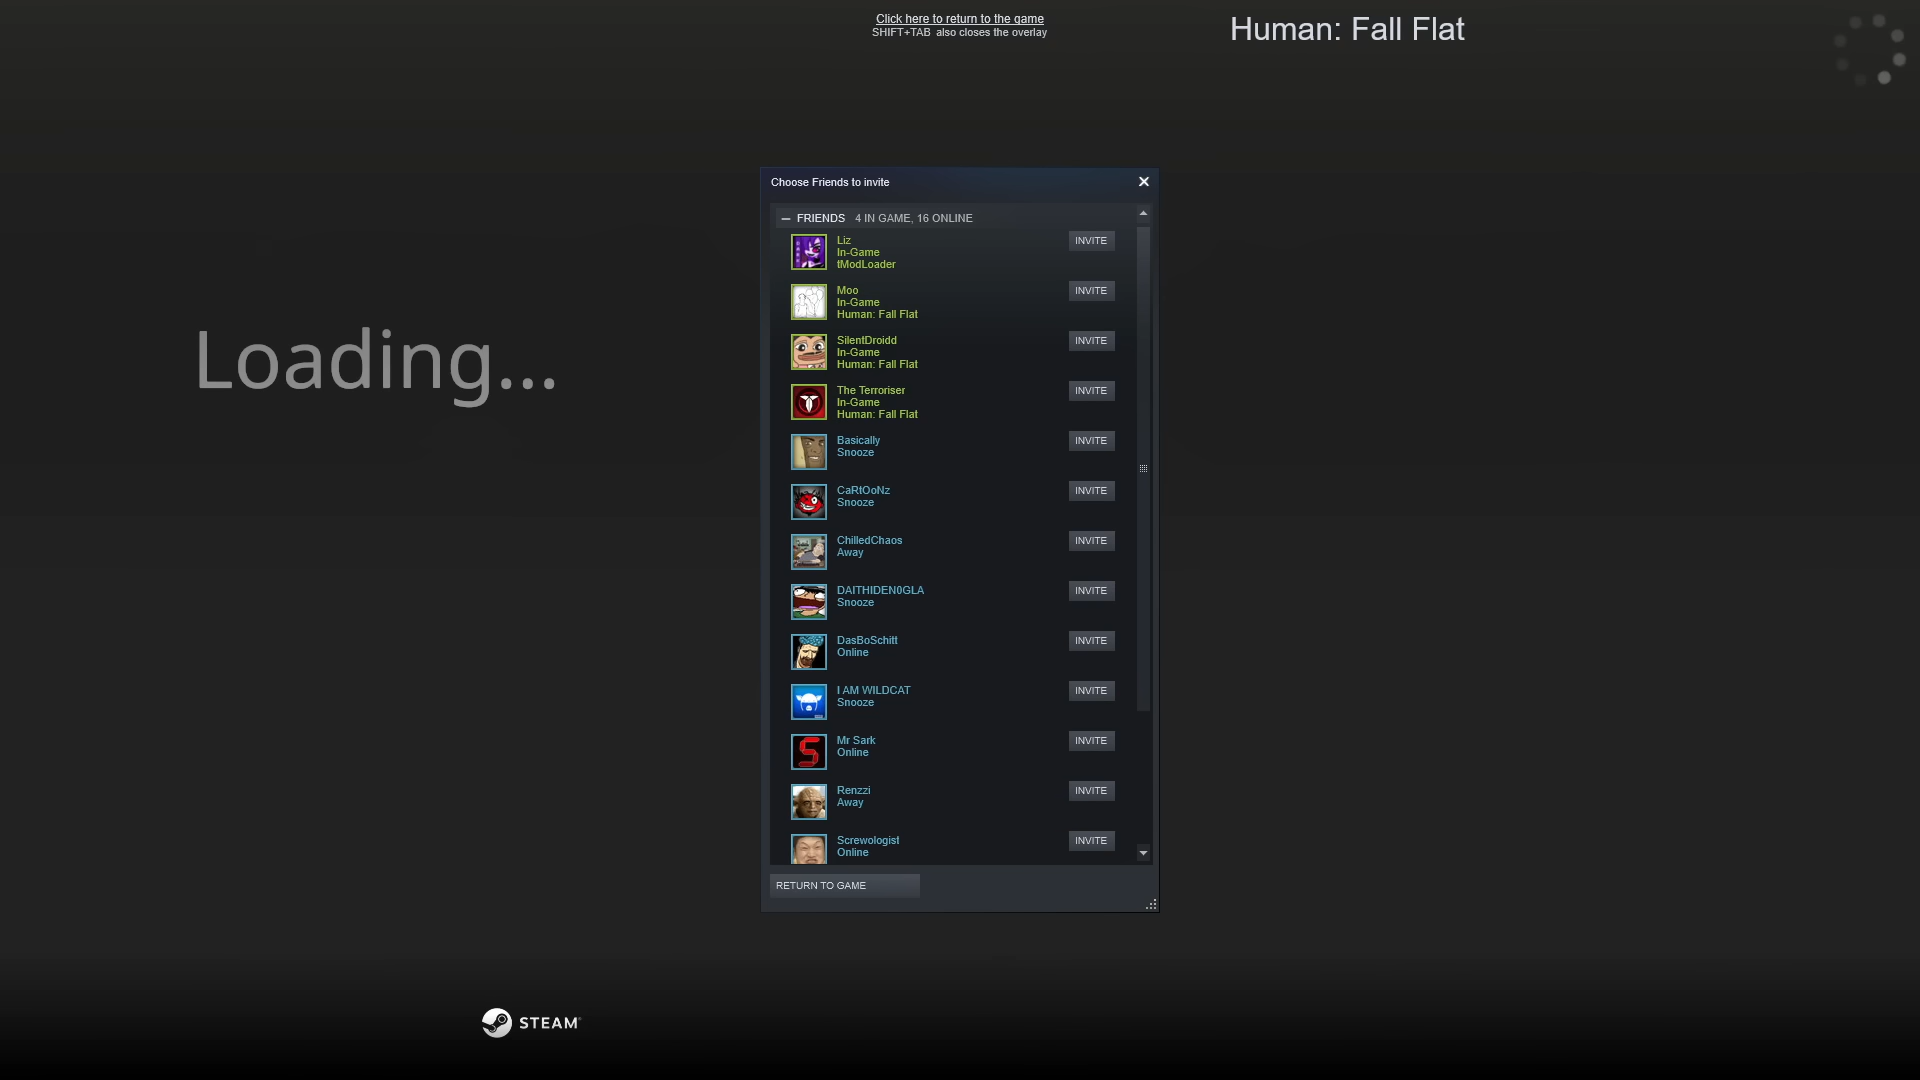 Click here to return to the game
SHIFT+TAB also closes the overlay
Human: Fall Flat
Loading...
Choose Friends to invite
FRIENDS 4 IN GAME, 16 ONLINE
Liz
In-Game
tModLoader
INVITE
Moo
In-Game
Human: Fall Flat
INVITE
SilentDroidd
In-Game
Human: Fall Flat
INVITE
The Terroriser
In-Game
Human: Fall Flat
INVITE
Basically
Snooze
INVITE
CaRtOoNz
Snooze
INVITE
ChilledChaos
Away
INVITE
DAITHIDEN0GLA
Snooze
INVITE
DasBoSchitt
Online
INVITE
I AM WILDCAT
Snooze
INVITE
Mr Sark
Online
INVITE
Renzzi
Away
INVITE
Screwologist
Online
INVITE
RETURN TO GAME
STEAM